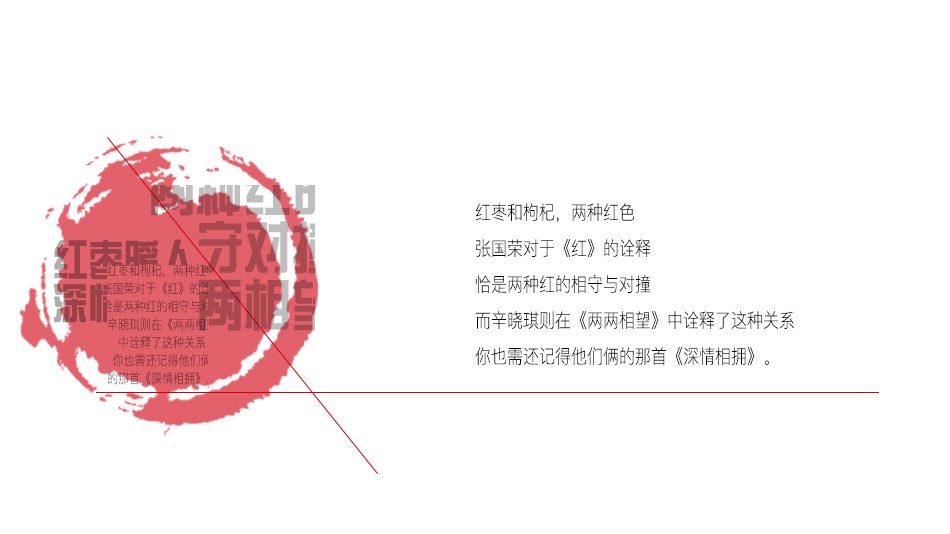 两种红
守对撞
两相
红枣暖人
深情
红枣和枸杞，两种红
张国荣对于《红》的
恰是两种红的相守与对
辛晓琪则在《两两相
中诠释了这种关系
你也需还记得他们俩
的那首《深情相拥》
红枣和枸杞，两种红色
张国荣对于《红》的诠释
恰是两种红的相守与对撞
而辛晓琪则在《两两相望》中诠释了这种关系
你也需还记得他们俩的那首《深情相拥》。